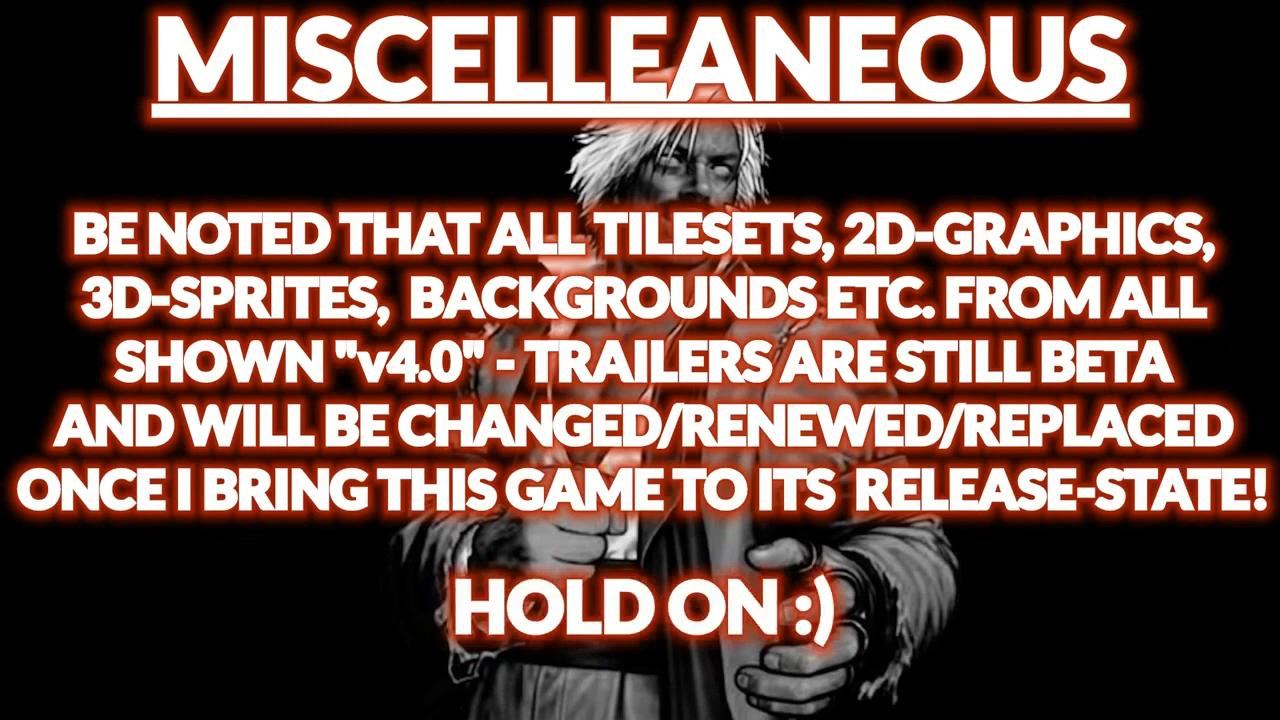 MISCELLEANEOUS
BE NOTED THAT ALL TILESETS, 2D-GRAPHICS,
3D-SPRITES, BACKGROUNDS ETC. FROM ALL
SHOWN "v4.0" - TRAILERS ARE STILL BETA
AND WILL BE CHANGED/RENEWED/REPLACED
ONCE I BRING THIS GAME TO ITS RELEASE-STATE!
HOLD ON :)